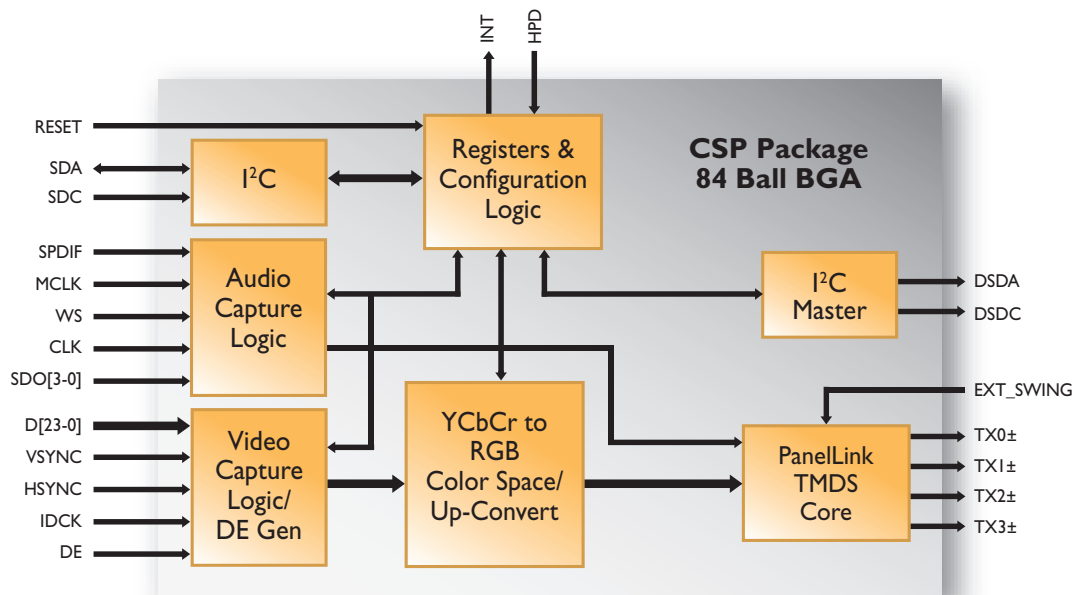 INT
HPD
RESET
SDA
SDC
I²C
Registers &
Configuration
Logic
CSP Package
84 Ball BGA
SPDIF
MCLK
WS
CLK
SDO[3-0]
Audio
Capture
Logic
I²C
Master
DSDA
DSDC
D[23-0]
VSYNC
HSYNC
IDCK
DE
Video
Capture
Logic/
DE Gen
YCbCr to
RGB
Color Space/
Up-Convert
PanelLink
TMDS
Core
EXT_SWING
TX0±
TX1±
TX2±
TX3±